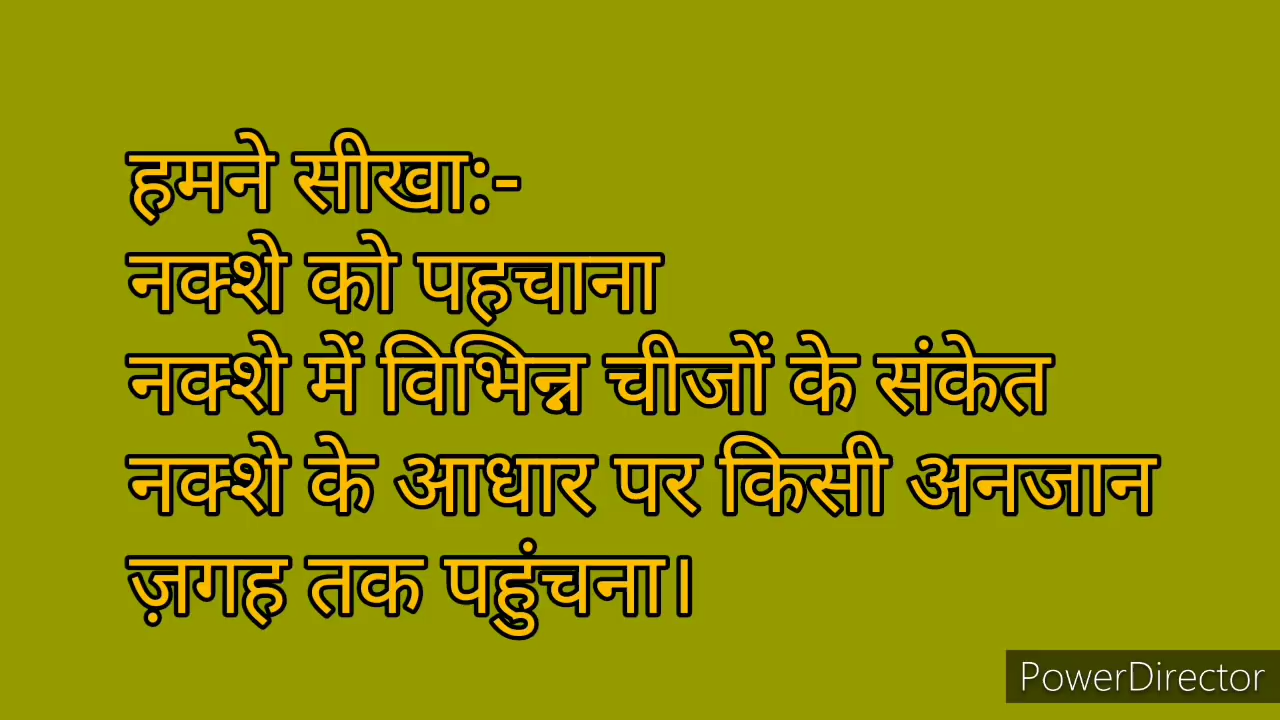 हमने सीखा:-
नक्शे को पहचाना
नक्शे में विभिन्न चीजों के संकेत
नक्शे के आधार पर किसी अनजान
ज़गह तक पहुंचना।
PowerDirector